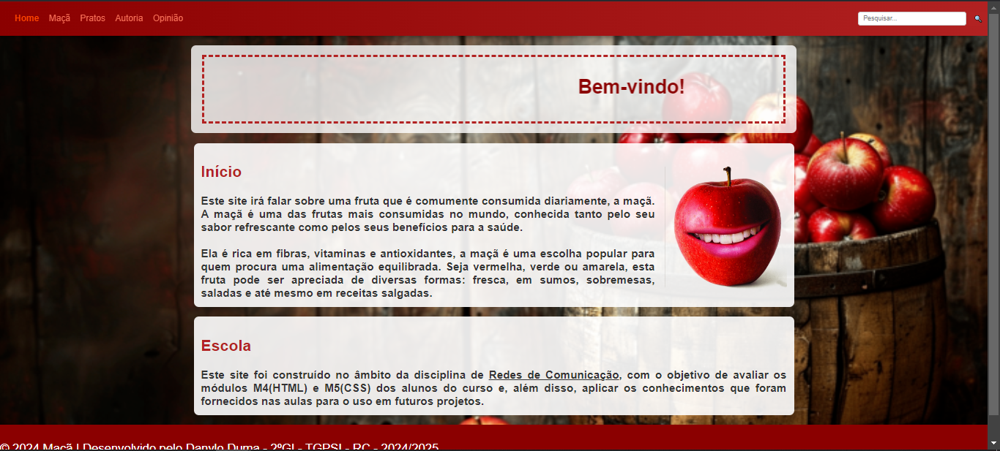 Home Maçã Pratos Autoria Opinião Pesquisar...
Bem-vindo!
Início
Este site irá falar sobre uma fruta que é comumente consumida diariamente, a maçã.
A maçã é uma das frutas mais consumidas no mundo, conhecida tanto pelo seu
sabor refrescante como pelos seus benefícios para a saúde.
Ela é rica em fibras, vitaminas e antioxidantes, a maçã é uma escolha popular para
quem procura uma alimentação equilibrada. Seja vermelha, verde ou amarela, esta
fruta pode ser apreciada de diversas formas: fresca, em sumos, sobremesas,
saladas e até mesmo em receitas salgadas.
Escola
Este site foi construído no âmbito da disciplina de Redes de Comunicação, com o objetivo de avaliar os
módulos M4(HTML) e M5(CSS) dos alunos do curso e, além disso, aplicar os conhecimentos que foram
fornecidos nas aulas para o uso em futuros projetos.
© 2024 Maçã | Desenvolvido pelo Danylo Duma - 2ºGI - TGPSI - RC - 2024/2025